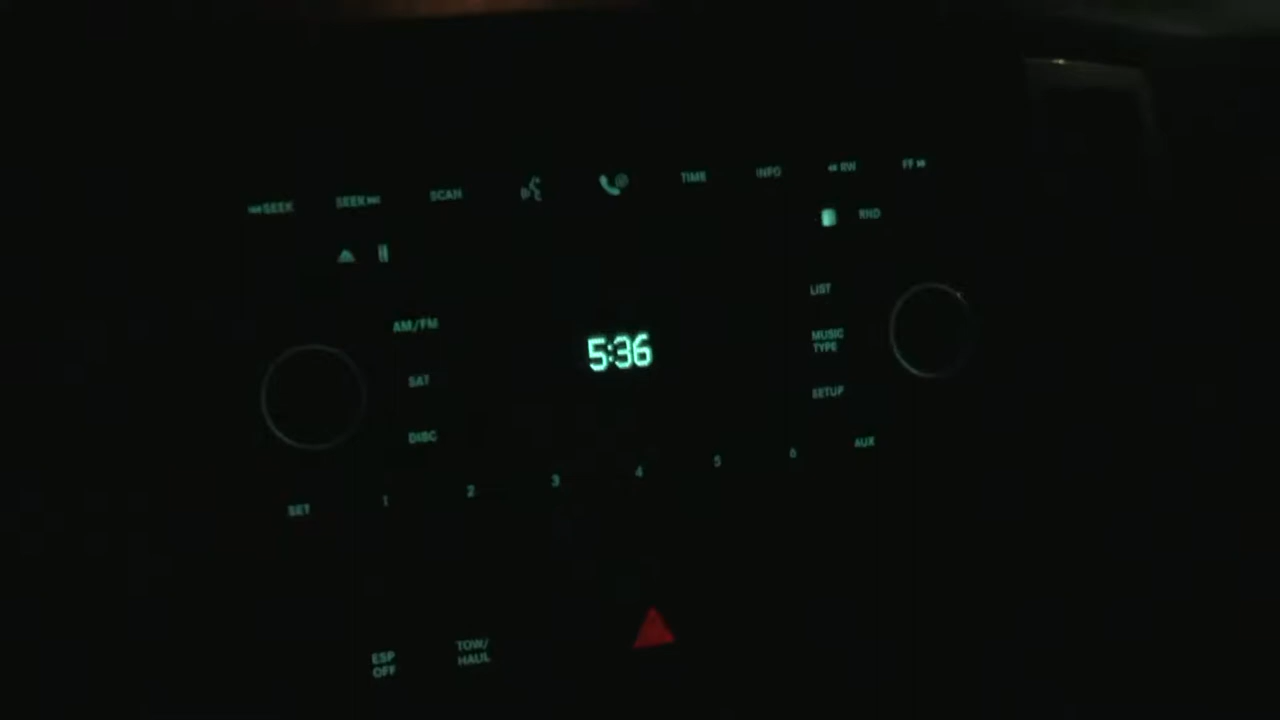 SEEK
SEEK
SCAN
TIME
INFO
RW
FF
RND
LIST
AM/FM
5:36
MUSIC
TYPE
SAT
SETUP
DISC
AUX
SET
1
2
3
4
5
6
ESP
OFF
TOW/
HAUL